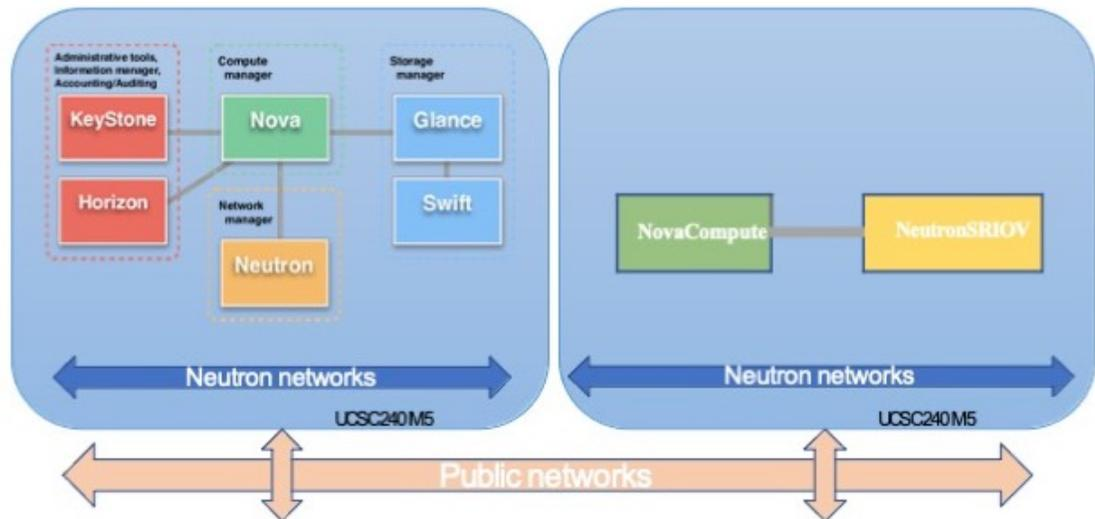 Administrative tools,
Information manager,
Accounting/Auditing
KeyStone
Horizon
Compute
manager
Nova
Network
manager
Neutron
Storage
manager
Glance
Swift
Neutron networks
UCSC240 M5
NovaCompute
NeutronSRIOV
Neutron networks
UCSC240 M5
Public networks